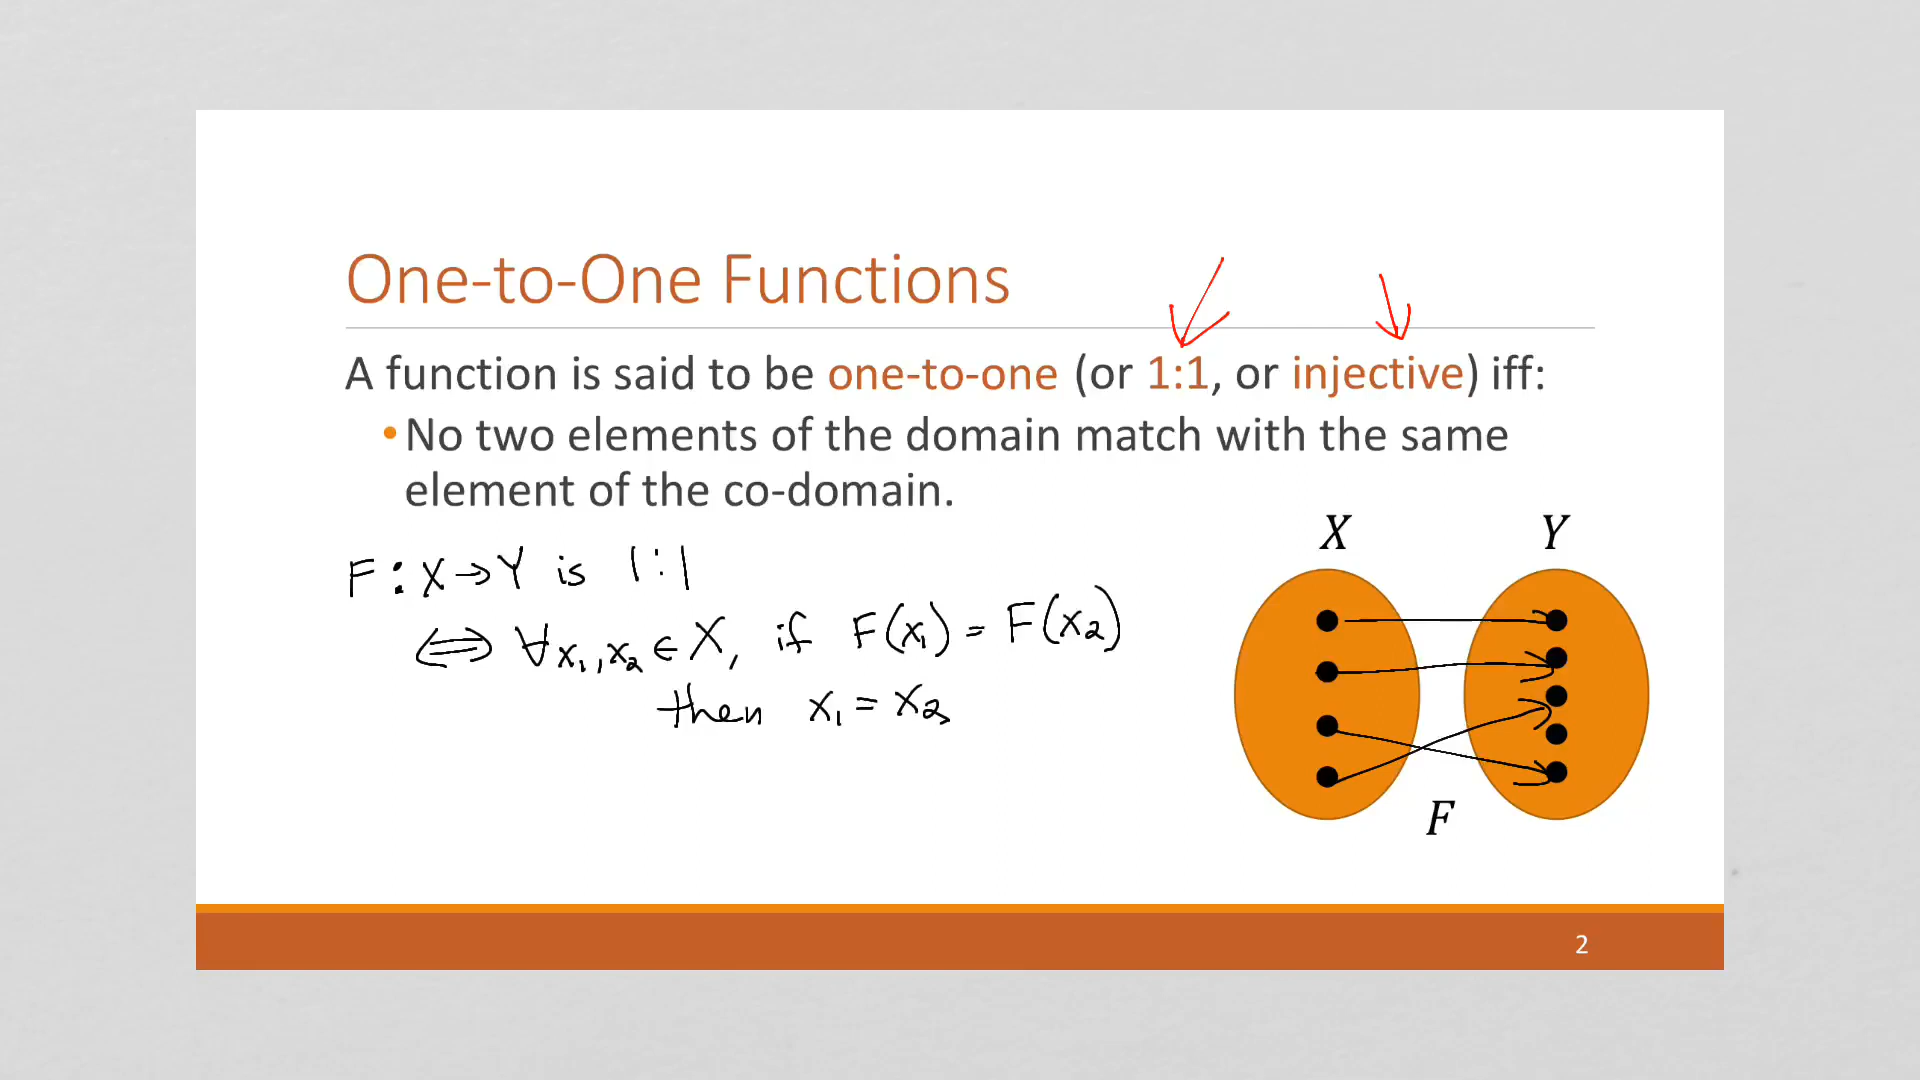 One-to-One Functions
A function is said to be one-to-one (or 1:1, or injective) iff:
•No two elements of the domain match with the same
element of the co-domain.
F : X → Y is 1:1
⟺ ∀x₁,x₂ ∈ X, if F(x₁) = F(x₂)
then x₁ = x₂
X Y
F
2